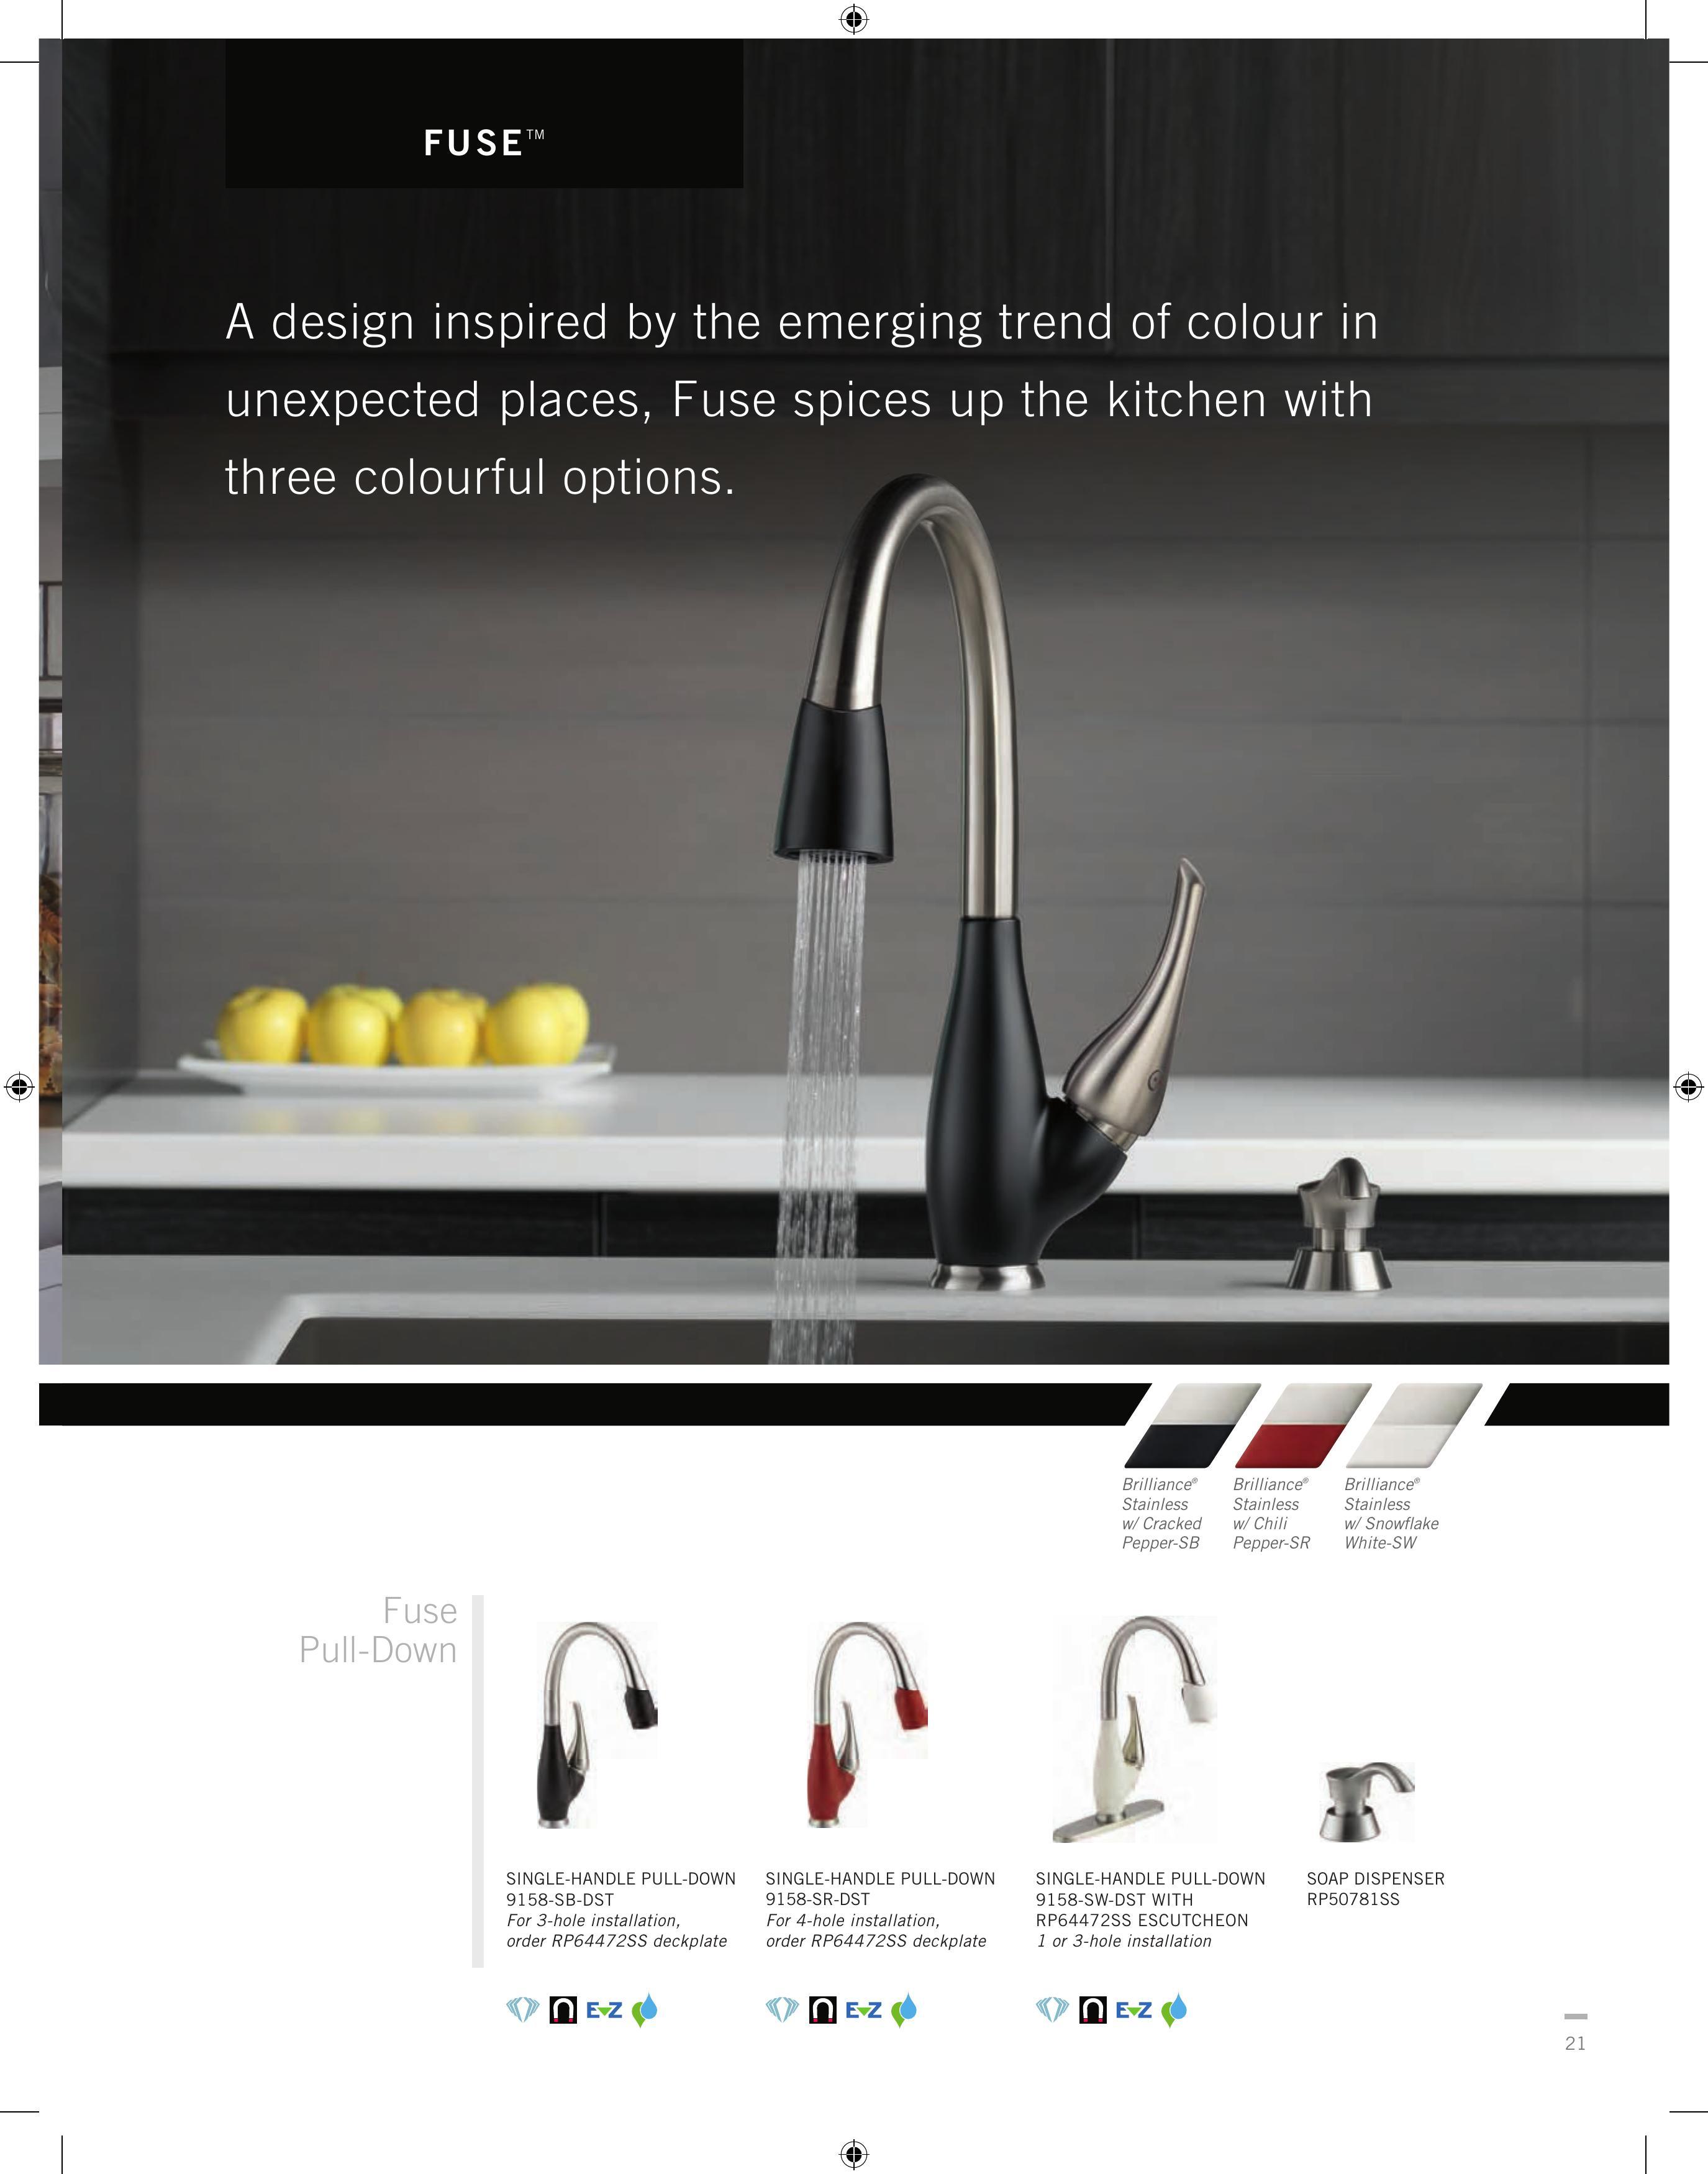 FUSE™
A design inspired by the emerging trend of colour in
unexpected places, Fuse spices up the kitchen with
three colourful options.
Brilliance®
Stainless
w/ Cracked
Pepper-SB
Brilliance®
Stainless
w/ Chili
Pepper-SR
Brilliance®
Stainless
w/ Snowflake
White-SW
Fuse
Pull-Down
SINGLE-HANDLE PULL-DOWN
9158-SB-DST
For 3-hole installation,
order RP64472SS deckplate
SINGLE-HANDLE PULL-DOWN
9158-SR-DST
For 4-hole installation,
order RP64472SS deckplate
SINGLE-HANDLE PULL-DOWN
9158-SW-DST WITH
RP64472SS ESCUTCHEON
1 or 3-hole installation
SOAP DISPENSER
RP50781SS
E-Z
E-Z
E-Z
21